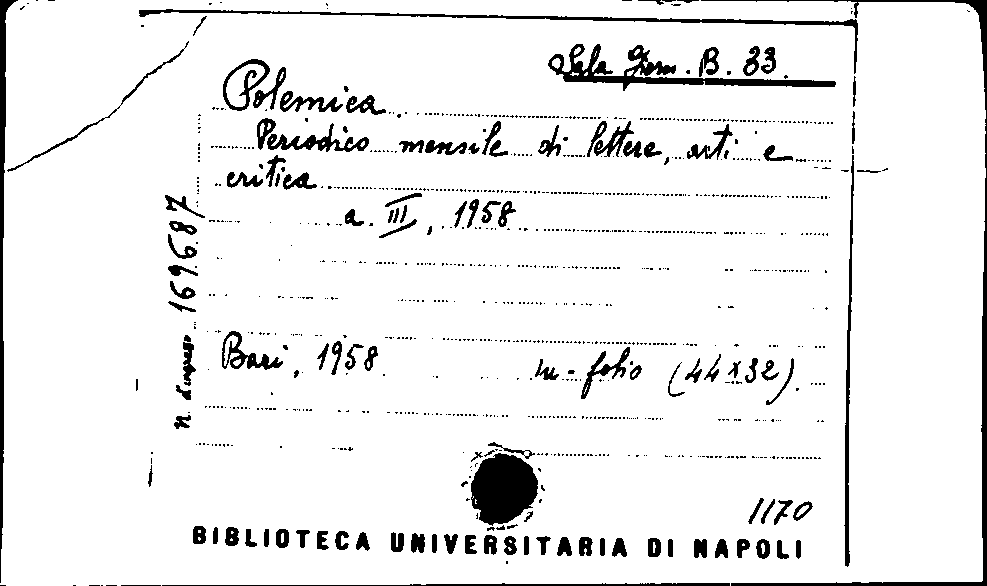 Sala Giorn. B. 33.
Polemica.
Periodico mensile di lettere, arti e
critica
a. III, 1958
n. d'ingresso 169687
Bari, 1958 in-folio (44x32).
1170
BIBLIOTECA UNIVERSITARIA DI NAPOLI